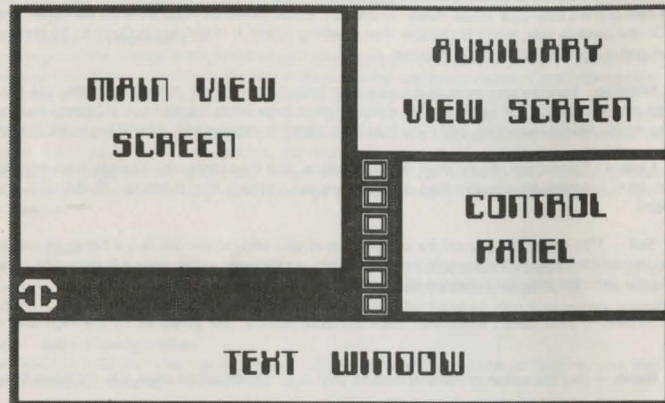 MAIN VIEW
SCREEN
AUXILIARY
VIEW SCREEN
CONTROL
PANEL
TEXT WINDOW